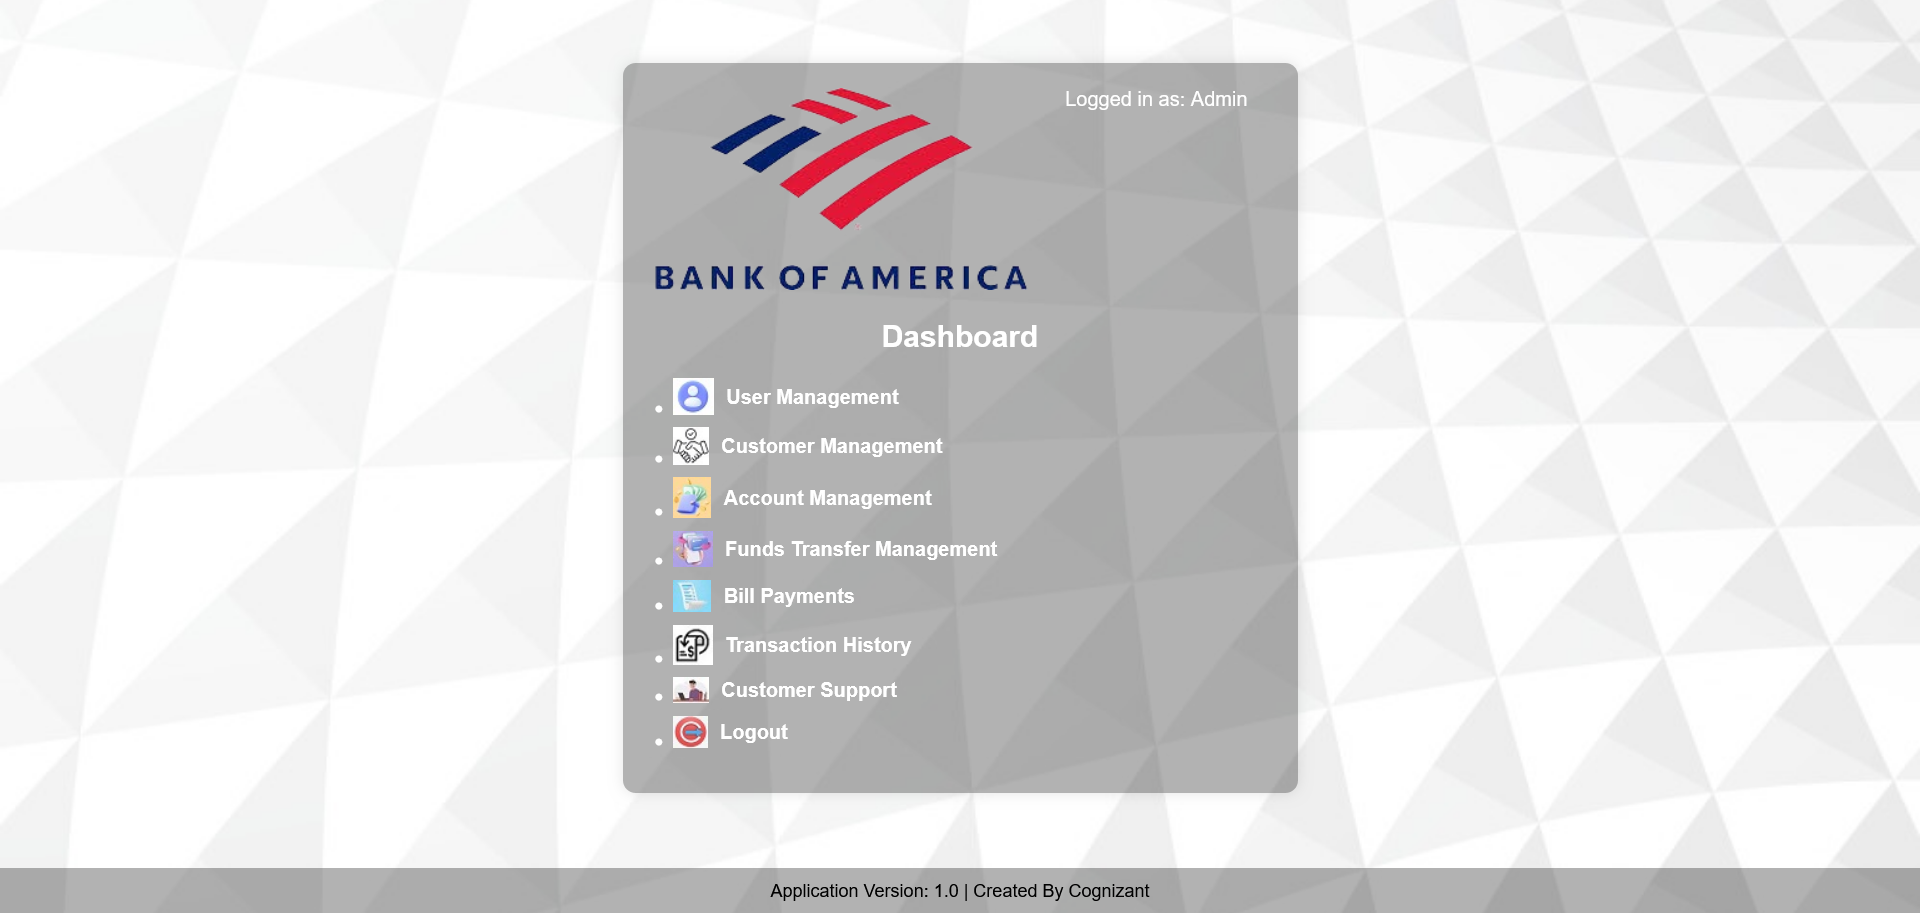 Logged in as: Admin
BANK OF AMERICA
Dashboard
User Management
Customer Management
Account Management
Funds Transfer Management
Bill Payments
Transaction History
Customer Support
Logout
Application Version: 1.0 | Created By Cognizant